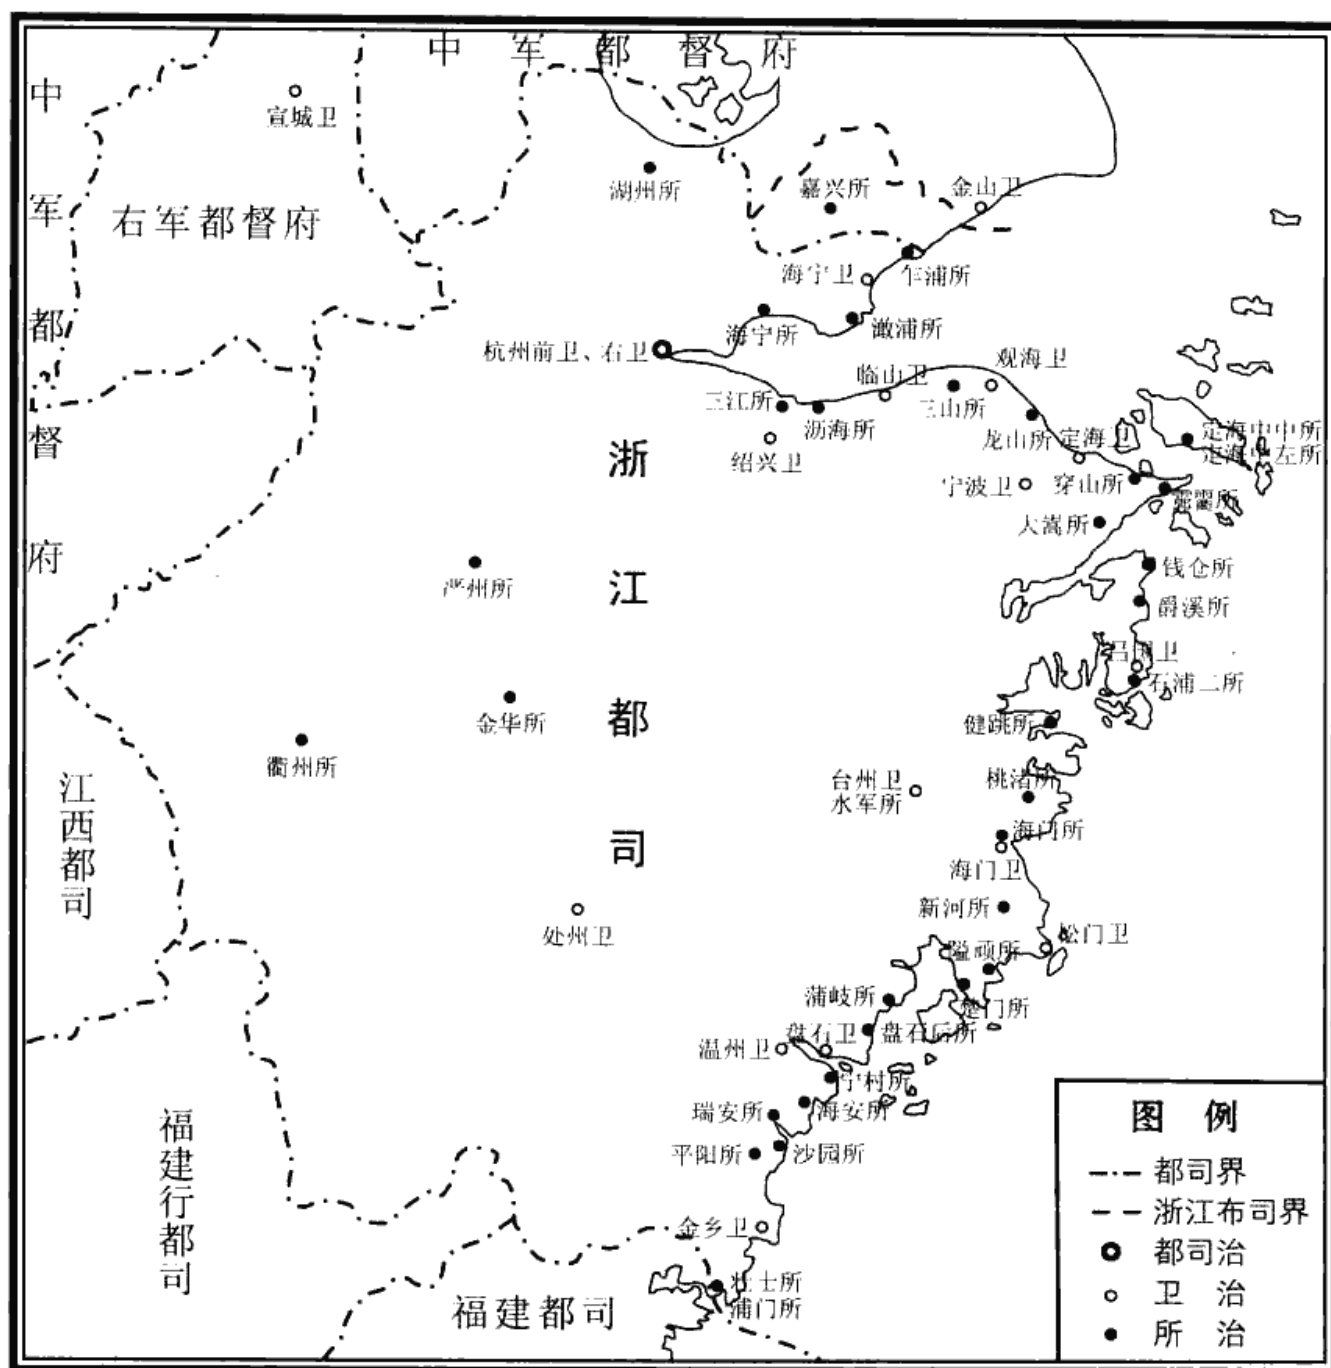 中军都督府
中军都督府
宣城卫
右军都督府
湖州所
嘉兴所
金山卫
海宁卫
乍浦所
海宁所
澉浦所
杭州前卫、右卫
观海卫
临山卫
三江所
沥海所
三山所
龙山所
定海卫
定海中中所
定海中左所
绍兴卫
宁波卫
穿山所
大嵩所
钱仓所
爵溪所
石浦二所
健跳所
桃渚所
浙江都司
严州所
金华所
衢州所
台州卫
水军所
海门所
海门卫
江西都司
处州卫
新河所
松门卫
隘顽所
楚门所
蒲岐所
盘石卫
盘石后所
温州卫
宁村所
瑞安所
海安所
平阳所
沙园所
金乡卫
壮士所
蒲门所
福建行都司
福建都司
图 例
都司界
浙江布司界
都司治
卫 治
所 治